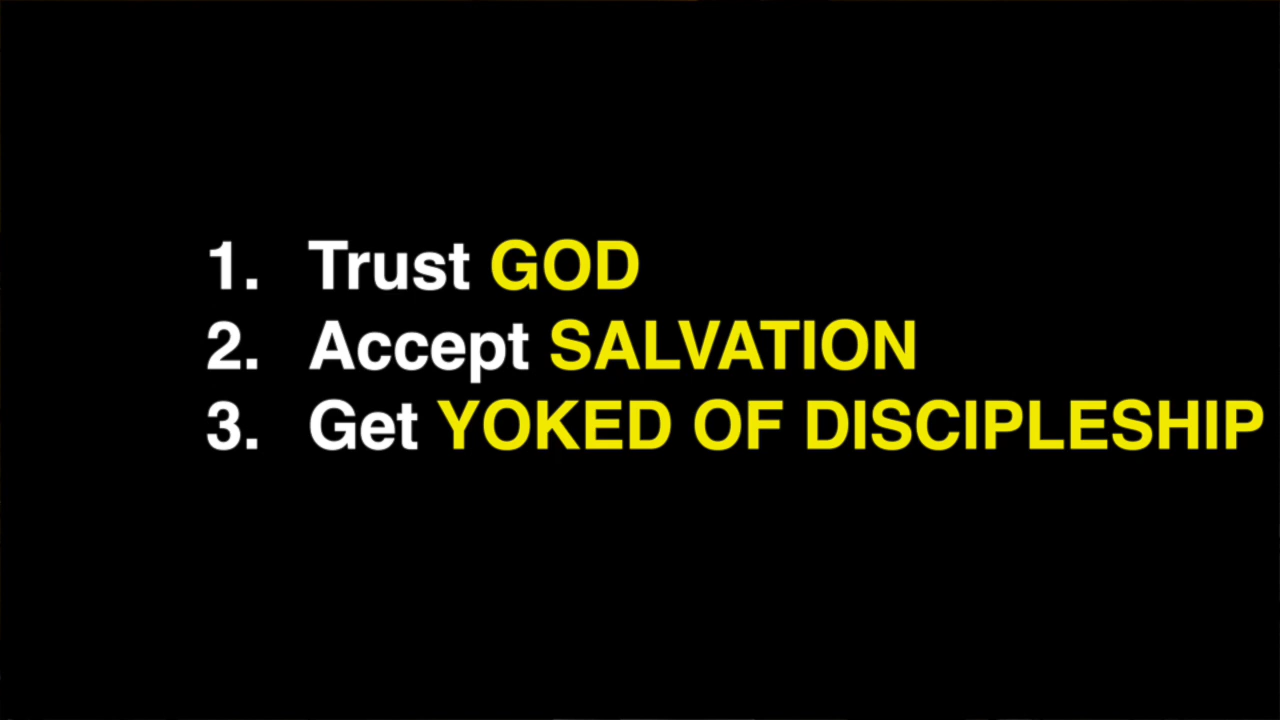 1. Trust GOD
2. Accept SALVATION
3. Get YOKED OF DISCIPLESHIP